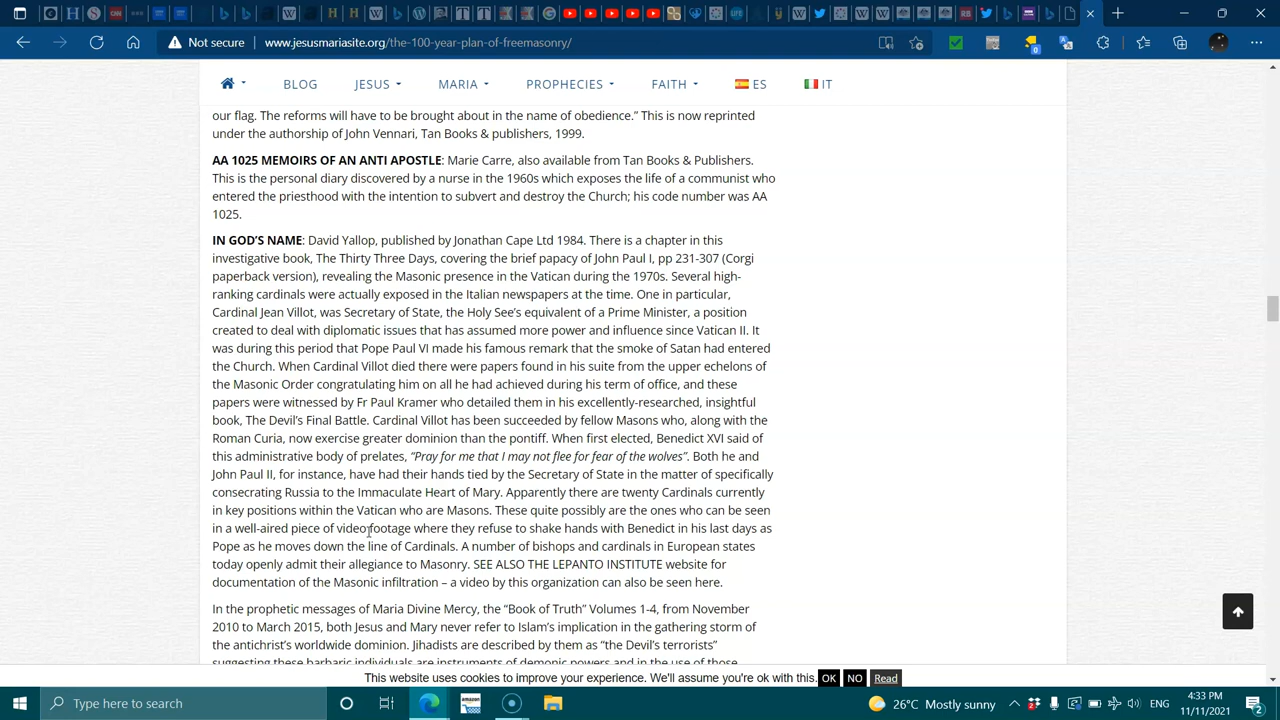 Not secure
www.jesusmariasite.org/the-100-year-plan-of-freemasonry/
BLOG
JESUS
MARIA
PROPHECIES
FAITH
ES
IT
our flag. The reforms will have to be brought about in the name of obedience.” This is now reprinted
under the authorship of John Vennari, Tan Books & publishers, 1999.
AA 1025 MEMOIRS OF AN ANTI APOSTLE: Marie Carre, also available from Tan Books & Publishers.
This is the personal diary discovered by a nurse in the 1960s which exposes the life of a communist who
entered the priesthood with the intention to subvert and destroy the Church; his code number was AA
1025.
IN GOD’S NAME: David Yallop, published by Jonathan Cape Ltd 1984. There is a chapter in this
investigative book, The Thirty Three Days, covering the brief papacy of John Paul I, pp 231-307 (Corgi
paperback version), revealing the Masonic presence in the Vatican during the 1970s. Several high-
ranking cardinals were actually exposed in the Italian newspapers at the time. One in particular,
Cardinal Jean Villot, was Secretary of State, the Holy See’s equivalent of a Prime Minister, a position
created to deal with diplomatic issues that has assumed more power and influence since Vatican II. It
was during this period that Pope Paul VI made his famous remark that the smoke of Satan had entered
the Church. When Cardinal Villot died there were papers found in his suite from the upper echelons of
the Masonic Order congratulating him on all he had achieved during his term of office, and these
papers were witnessed by Fr Paul Kramer who detailed them in his excellently-researched, insightful
book, The Devil’s Final Battle. Cardinal Villot has been succeeded by fellow Masons who, along with the
Roman Curia, now exercise greater dominion than the pontiff. When first elected, Benedict XVI said of
this administrative body of prelates, “Pray for me that I may not flee for fear of the wolves”. Both he and
John Paul II, for instance, have had their hands tied by the Secretary of State in the matter of specifically
consecrating Russia to the Immaculate Heart of Mary. Apparently there are twenty Cardinals currently
in key positions within the Vatican who are Masons. These quite possibly are the ones who can be seen
in a well-aired piece of video footage where they refuse to shake hands with Benedict in his last days as
Pope as he moves down the line of Cardinals. A number of bishops and cardinals in European states
today openly admit their allegiance to Masonry. SEE ALSO THE LEPANTO INSTITUTE website for
documentation of the Masonic infiltration – a video by this organization can also be seen here.
In the prophetic messages of Maria Divine Mercy, the “Book of Truth” Volumes 1-4, from November
2010 to March 2015, both Jesus and Mary never refer to Islam’s implication in the gathering storm of
the antichrist’s worldwide dominion. Jihadists are described by them as “the Devil’s terrorists”
suggesting these barbaric individuals are instruments of demonic powers and in the use of those
This website uses cookies to improve your experience. We'll assume you're ok with this.
OK
NO
Read
Type here to search
26°C Mostly sunny
4:33 PM
11/11/2021